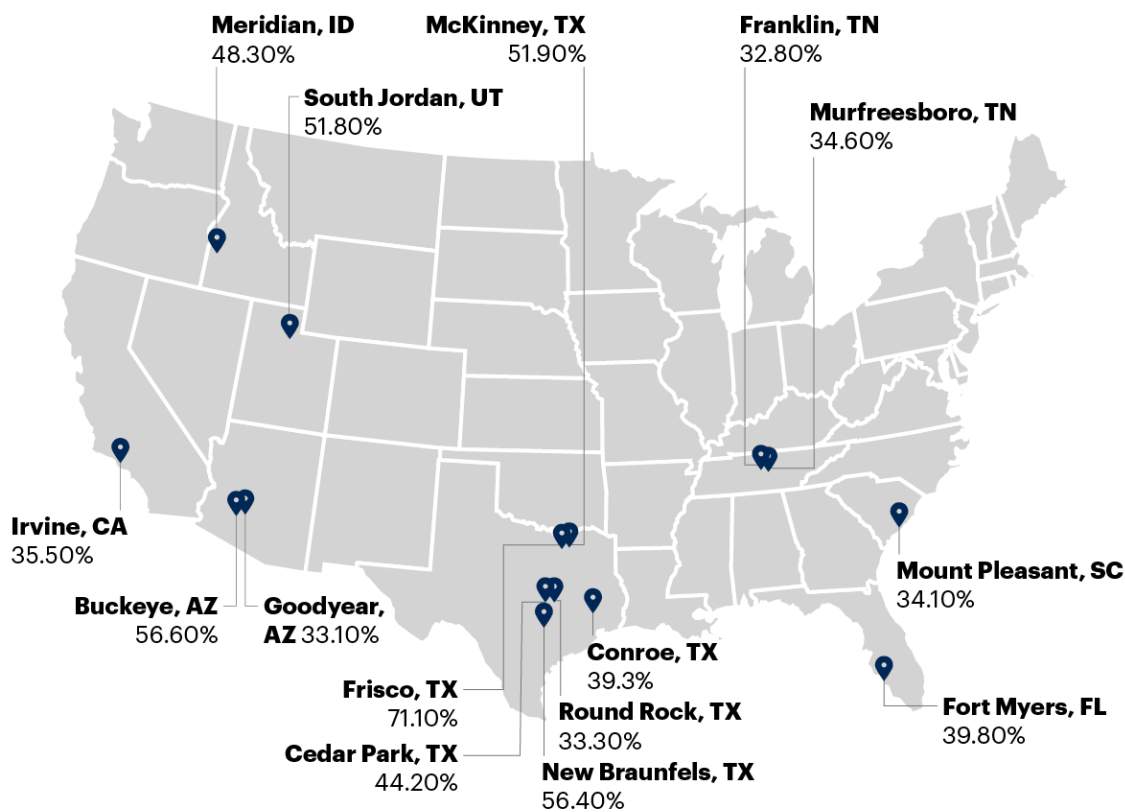 Meridian, ID
48.30%
McKinney, TX
51.90%
Franklin, TN
32.80%
South Jordan, UT
51.80%
Murfreesboro, TN
34.60%
Irvine, CA
35.50%
Buckeye, AZ
56.60%
Goodyear,
AZ 33.10%
Mount Pleasant, SC
34.10%
Conroe, TX
39.3%
Frisco, TX
71.10%
Round Rock, TX
33.30%
Fort Myers, FL
39.80%
Cedar Park, TX
44.20%
New Braunfels, TX
56.40%